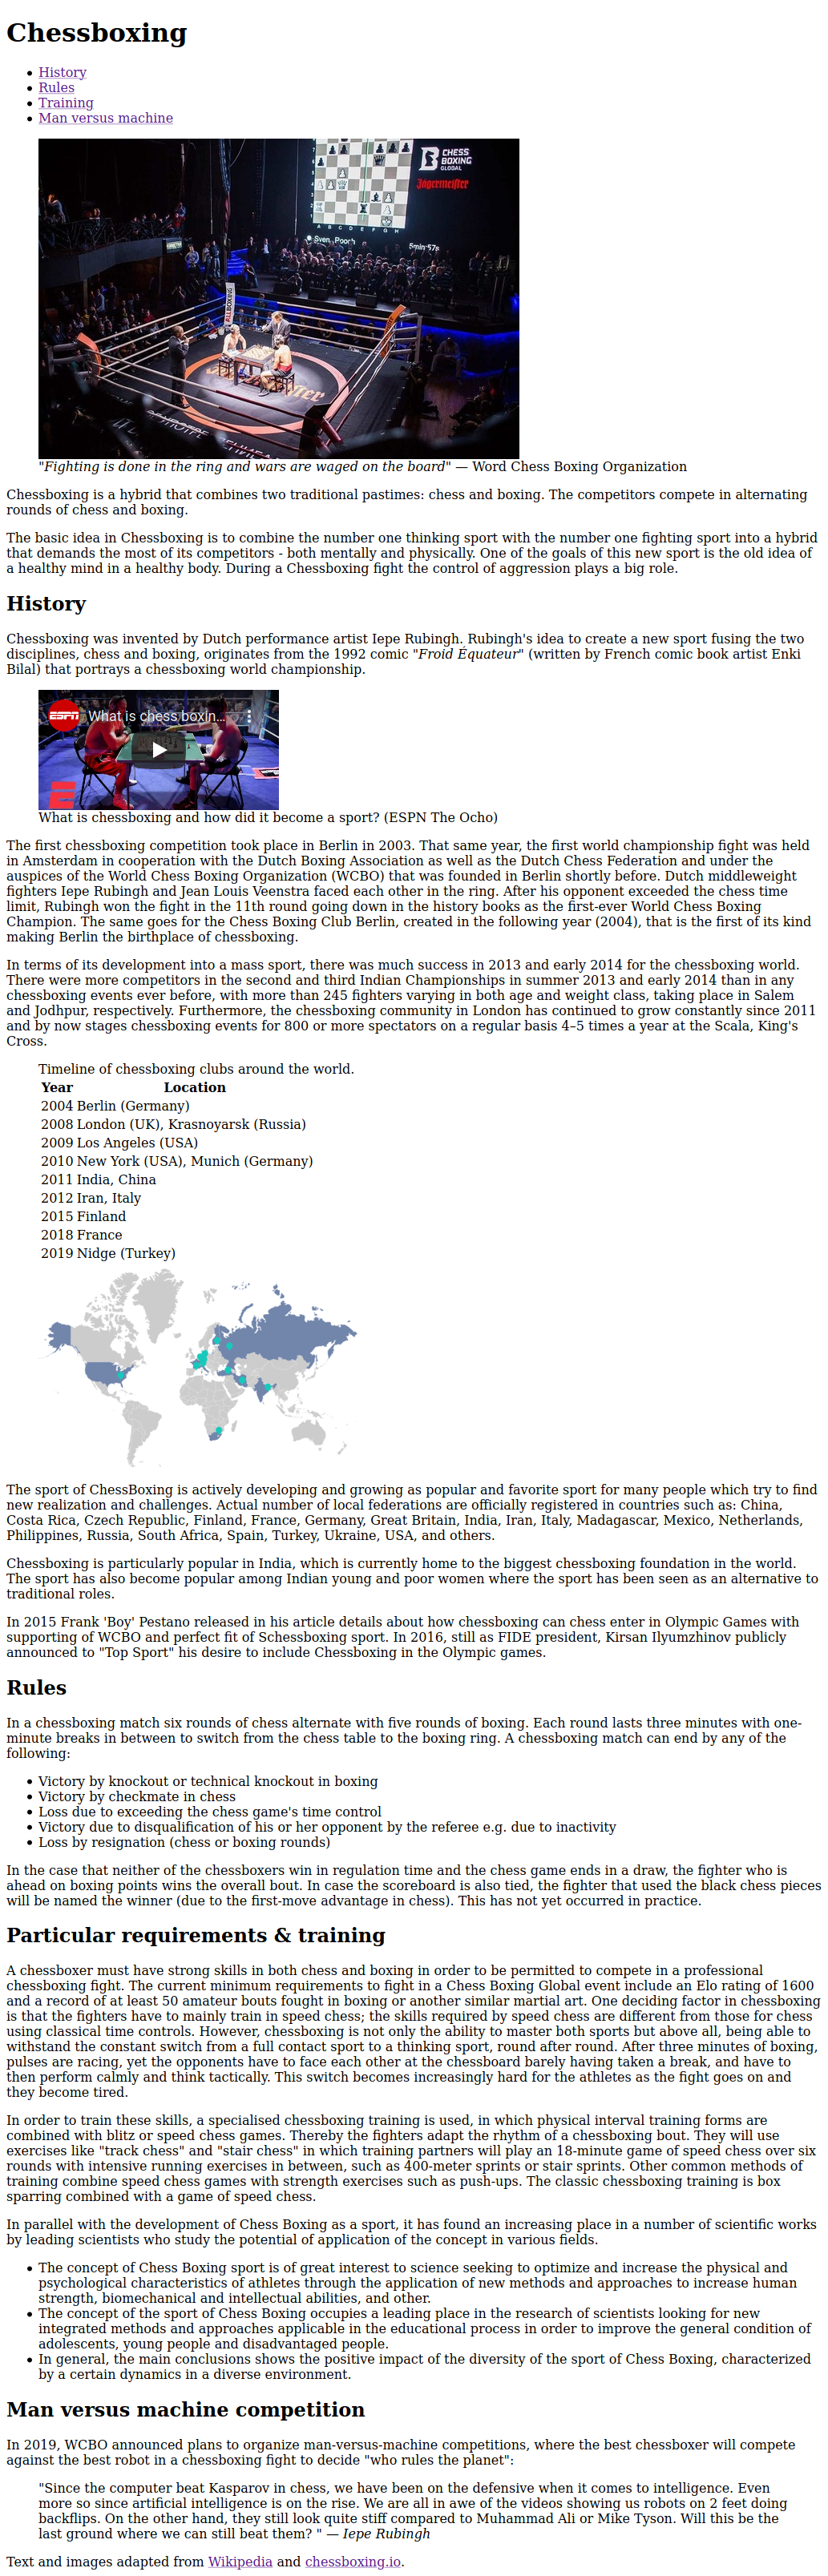 Chessboxing
History
Rules
Training
Man versus machine
CHESS
BOXING
GLOBAL
Jägermeister
A B C D E F G H
Sven Pooth
5min 57s
"Fighting is done in the ring and wars are waged on the board" — Word Chess Boxing Organization
Chessboxing is a hybrid that combines two traditional pastimes: chess and boxing. The competitors compete in alternating
rounds of chess and boxing.
The basic idea in Chessboxing is to combine the number one thinking sport with the number one fighting sport into a hybrid
that demands the most of its competitors - both mentally and physically. One of the goals of this new sport is the old idea of
a healthy mind in a healthy body. During a Chessboxing fight the control of aggression plays a big role.
History
Chessboxing was invented by Dutch performance artist Iepe Rubingh. Rubingh's idea to create a new sport fusing the two
disciplines, chess and boxing, originates from the 1992 comic "Froid Équateur" (written by French comic book artist Enki
Bilal) that portrays a chessboxing world championship.
ESPN
What is chess boxin...
What is chessboxing and how did it become a sport? (ESPN The Ocho)
The first chessboxing competition took place in Berlin in 2003. That same year, the first world championship fight was held
in Amsterdam in cooperation with the Dutch Boxing Association as well as the Dutch Chess Federation and under the
auspices of the World Chess Boxing Organization (WCBO) that was founded in Berlin shortly before. Dutch middleweight
fighters Iepe Rubingh and Jean Louis Veenstra faced each other in the ring. After his opponent exceeded the chess time
limit, Rubingh won the fight in the 11th round going down in the history books as the first-ever World Chess Boxing
Champion. The same goes for the Chess Boxing Club Berlin, created in the following year (2004), that is the first of its kind
making Berlin the birthplace of chessboxing.
In terms of its development into a mass sport, there was much success in 2013 and early 2014 for the chessboxing world.
There were more competitors in the second and third Indian Championships in summer 2013 and early 2014 than in any
chessboxing events ever before, with more than 245 fighters varying in both age and weight class, taking place in Salem
and Jodhpur, respectively. Furthermore, the chessboxing community in London has continued to grow constantly since 2011
and by now stages chessboxing events for 800 or more spectators on a regular basis 4–5 times a year at the Scala, King's
Cross.
Timeline of chessboxing clubs around the world.
Year Location
2004 Berlin (Germany)
2008 London (UK), Krasnoyarsk (Russia)
2009 Los Angeles (USA)
2010 New York (USA), Munich (Germany)
2011 India, China
2012 Iran, Italy
2015 Finland
2018 France
2019 Nidge (Turkey)
The sport of ChessBoxing is actively developing and growing as popular and favorite sport for many people which try to find
new realization and challenges. Actual number of local federations are officially registered in countries such as: China,
Costa Rica, Czech Republic, Finland, France, Germany, Great Britain, India, Iran, Italy, Madagascar, Mexico, Netherlands,
Philippines, Russia, South Africa, Spain, Turkey, Ukraine, USA, and others.
Chessboxing is particularly popular in India, which is currently home to the biggest chessboxing foundation in the world.
The sport has also become popular among Indian young and poor women where the sport has been seen as an alternative to
traditional roles.
In 2015 Frank 'Boy' Pestano released in his article details about how chessboxing can chess enter in Olympic Games with
supporting of WCBO and perfect fit of Schessboxing sport. In 2016, still as FIDE president, Kirsan Ilyumzhinov publicly
announced to "Top Sport" his desire to include Chessboxing in the Olympic games.
Rules
In a chessboxing match six rounds of chess alternate with five rounds of boxing. Each round lasts three minutes with one-
minute breaks in between to switch from the chess table to the boxing ring. A chessboxing match can end by any of the
following:
Victory by knockout or technical knockout in boxing
Victory by checkmate in chess
Loss due to exceeding the chess game's time control
Victory due to disqualification of his or her opponent by the referee e.g. due to inactivity
Loss by resignation (chess or boxing rounds)
In the case that neither of the chessboxers win in regulation time and the chess game ends in a draw, the fighter who is
ahead on boxing points wins the overall bout. In case the scoreboard is also tied, the fighter that used the black chess pieces
will be named the winner (due to the first-move advantage in chess). This has not yet occurred in practice.
Particular requirements & training
A chessboxer must have strong skills in both chess and boxing in order to be permitted to compete in a professional
chessboxing fight. The current minimum requirements to fight in a Chess Boxing Global event include an Elo rating of 1600
and a record of at least 50 amateur bouts fought in boxing or another similar martial art. One deciding factor in chessboxing
is that the fighters have to mainly train in speed chess; the skills required by speed chess are different from those for chess
using classical time controls. However, chessboxing is not only the ability to master both sports but above all, being able to
withstand the constant switch from a full contact sport to a thinking sport, round after round. After three minutes of boxing,
pulses are racing, yet the opponents have to face each other at the chessboard barely having taken a break, and have to
then perform calmly and think tactically. This switch becomes increasingly hard for the athletes as the fight goes on and
they become tired.
In order to train these skills, a specialised chessboxing training is used, in which physical interval training forms are
combined with blitz or speed chess games. Thereby the fighters adapt the rhythm of a chessboxing bout. They will use
exercises like "track chess" and "stair chess" in which training partners will play an 18-minute game of speed chess over six
rounds with intensive running exercises in between, such as 400-meter sprints or stair sprints. Other common methods of
training combine speed chess games with strength exercises such as push-ups. The classic chessboxing training is box
sparring combined with a game of speed chess.
In parallel with the development of Chess Boxing as a sport, it has found an increasing place in a number of scientific works
by leading scientists who study the potential of application of the concept in various fields.
The concept of Chess Boxing sport is of great interest to science seeking to optimize and increase the physical and
psychological characteristics of athletes through the application of new methods and approaches to increase human
strength, biomechanical and intellectual abilities, and other.
The concept of the sport of Chess Boxing occupies a leading place in the research of scientists looking for new
integrated methods and approaches applicable in the educational process in order to improve the general condition of
adolescents, young people and disadvantaged people.
In general, the main conclusions shows the positive impact of the diversity of the sport of Chess Boxing, characterized
by a certain dynamics in a diverse environment.
Man versus machine competition
In 2019, WCBO announced plans to organize man-versus-machine competitions, where the best chessboxer will compete
against the best robot in a chessboxing fight to decide "who rules the planet":
"Since the computer beat Kasparov in chess, we have been on the defensive when it comes to intelligence. Even
more so since artificial intelligence is on the rise. We are all in awe of the videos showing us robots on 2 feet doing
backflips. On the other hand, they still look quite stiff compared to Muhammad Ali or Mike Tyson. Will this be the
last ground where we can still beat them? " — Iepe Rubingh
Text and images adapted from Wikipedia and chessboxing.io.